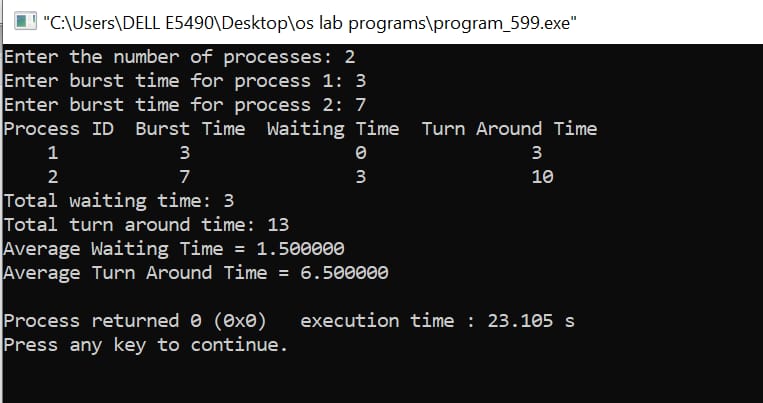 "C:\Users\DELL E5490\Desktop\os lab programs\program_599.exe"
Enter the number of processes: 2
Enter burst time for process 1: 3
Enter burst time for process 2: 7
Process ID  Burst Time  Waiting Time  Turn Around Time
    1           3               0               3
    2           7               3               10
Total waiting time: 3
Total turn around time: 13
Average Waiting Time = 1.500000
Average Turn Around Time = 6.500000
Process returned 0 (0x0)   execution time : 23.105 s
Press any key to continue.